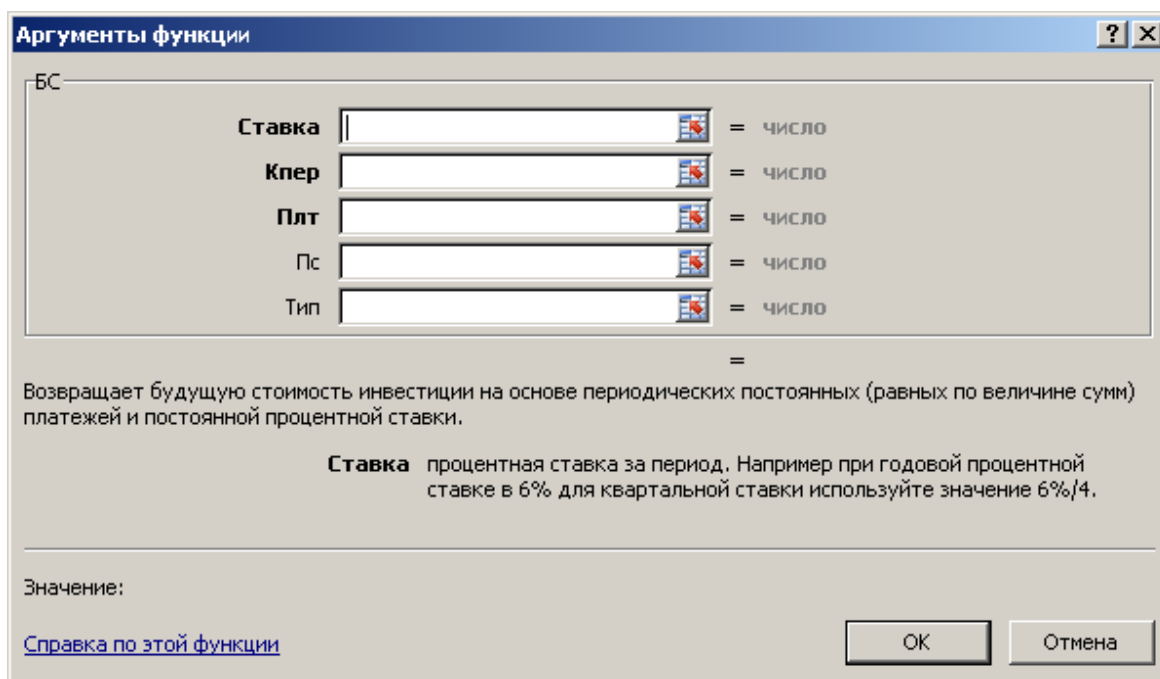 Аргументы функции
БС
Ставка = число
Кпер = число
Плт = число
Пс = число
Тип = число
=
Возвращает будущую стоимость инвестиции на основе периодических постоянных (равных по величине сумм)
платежей и постоянной процентной ставки.
Ставка процентная ставка за период. Например при годовой процентной
ставке в 6% для квартальной ставки используйте значение 6%/4.
Значение:
Справка по этой функции
ОК Отмена